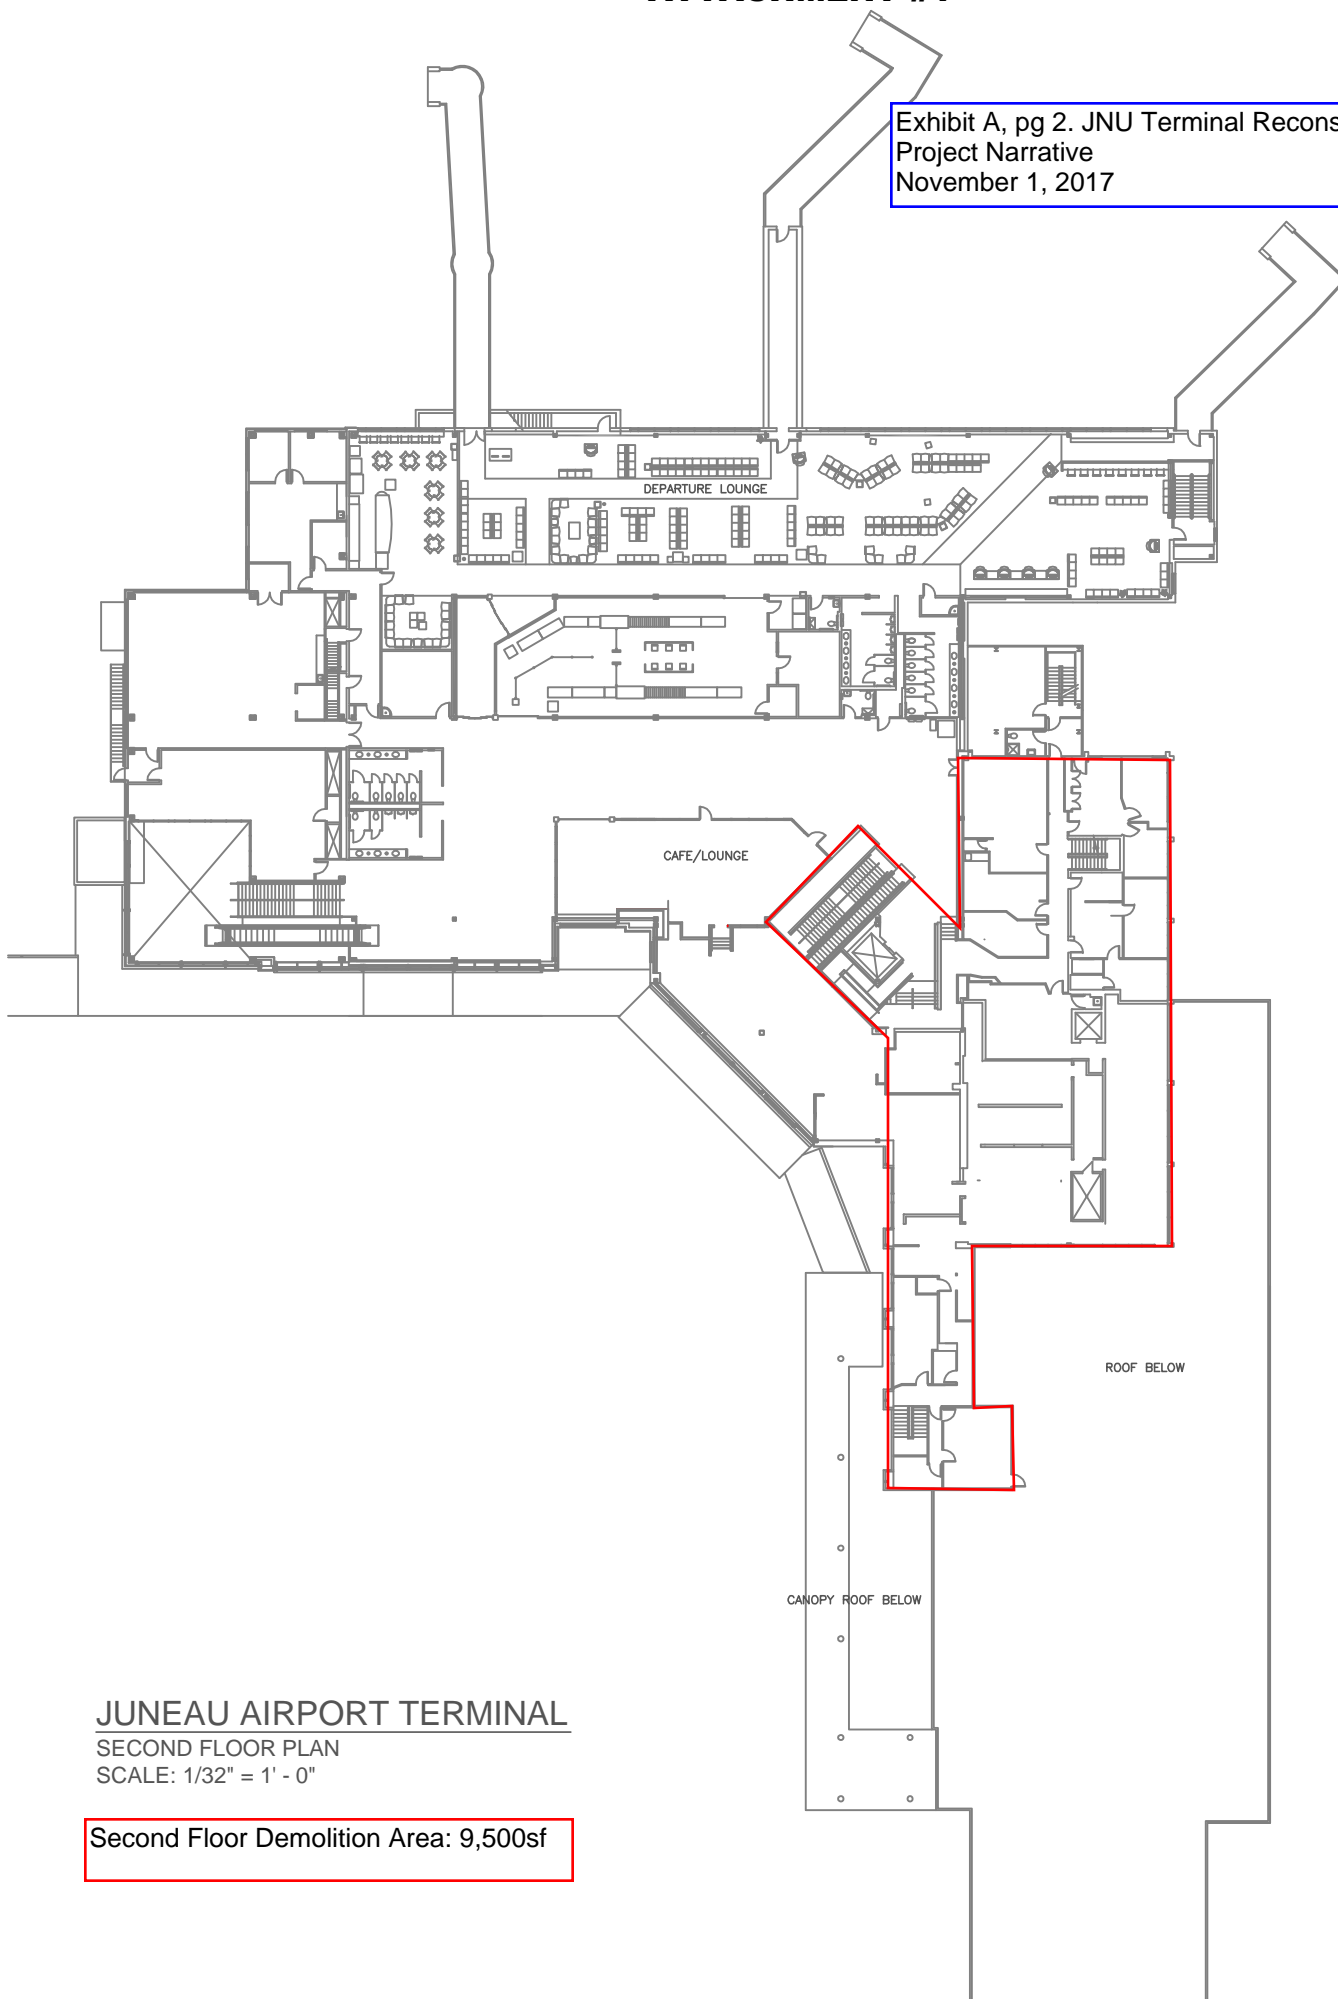 Exhibit A, pg 2. JNU Terminal Recons
Project Narrative
November 1, 2017
DEPARTURE LOUNGE
CAFE/LOUNGE
ROOF BELOW
CANOPY ROOF BELOW
JUNEAU AIRPORT TERMINAL
SECOND FLOOR PLAN
SCALE: 1/32" = 1' - 0"
Second Floor Demolition Area: 9,500sf